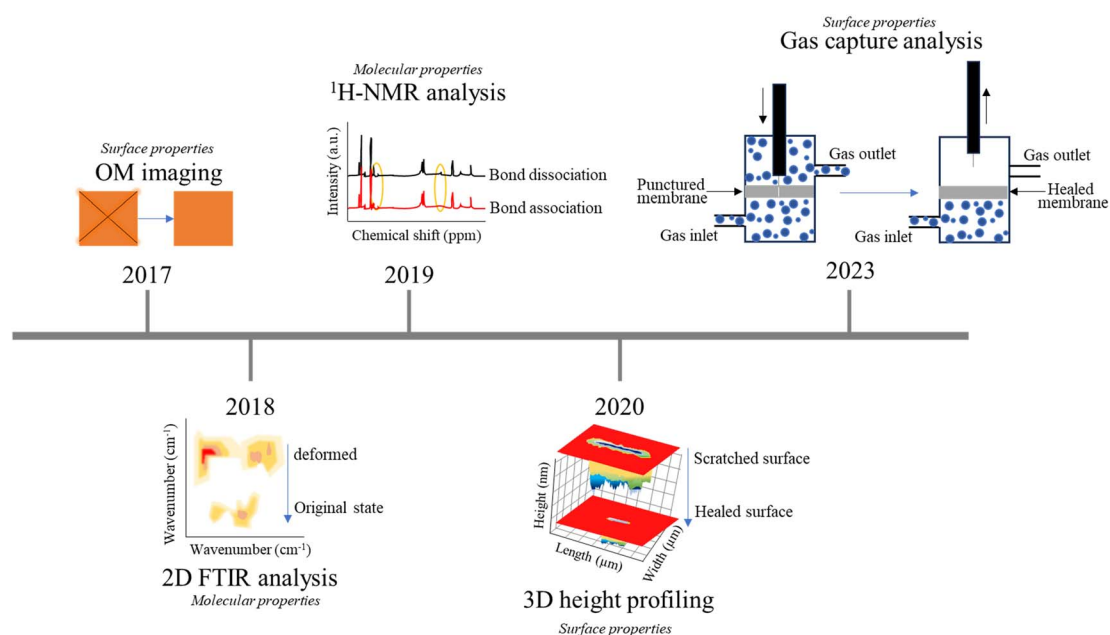 Surface properties
OM imaging
2017
Molecular properties
¹H-NMR analysis
Intensity (a.u.)
Bond dissociation
Bond association
Chemical shift (ppm)
2019
Surface properties
Gas capture analysis
Gas outlet
Punctured
membrane
Gas inlet
Gas outlet
Healed
membrane
Gas inlet
2023
2018
Wavenumber (cm⁻¹)
deformed
Original state
Wavenumber (cm⁻¹)
2D FTIR analysis
Molecular properties
2020
Scratched surface
Height (nm)
Healed surface
Length (µm)
Width (µm)
3D height profiling
Surface properties